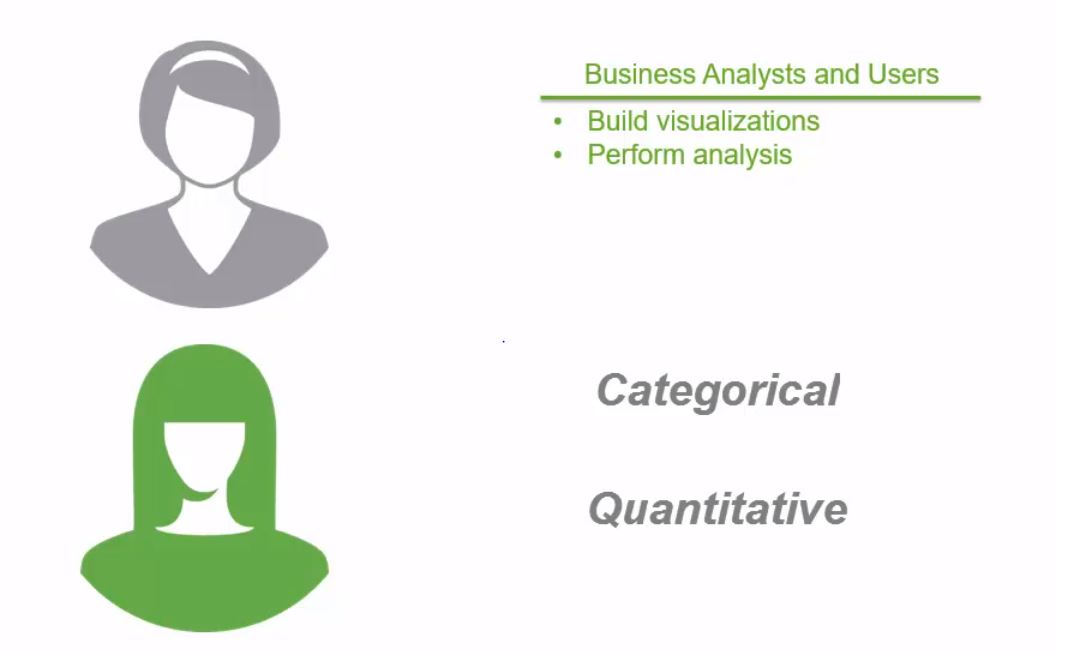 Business Analysts and Users
• Build visualizations
• Perform analysis
Categorical
Quantitative